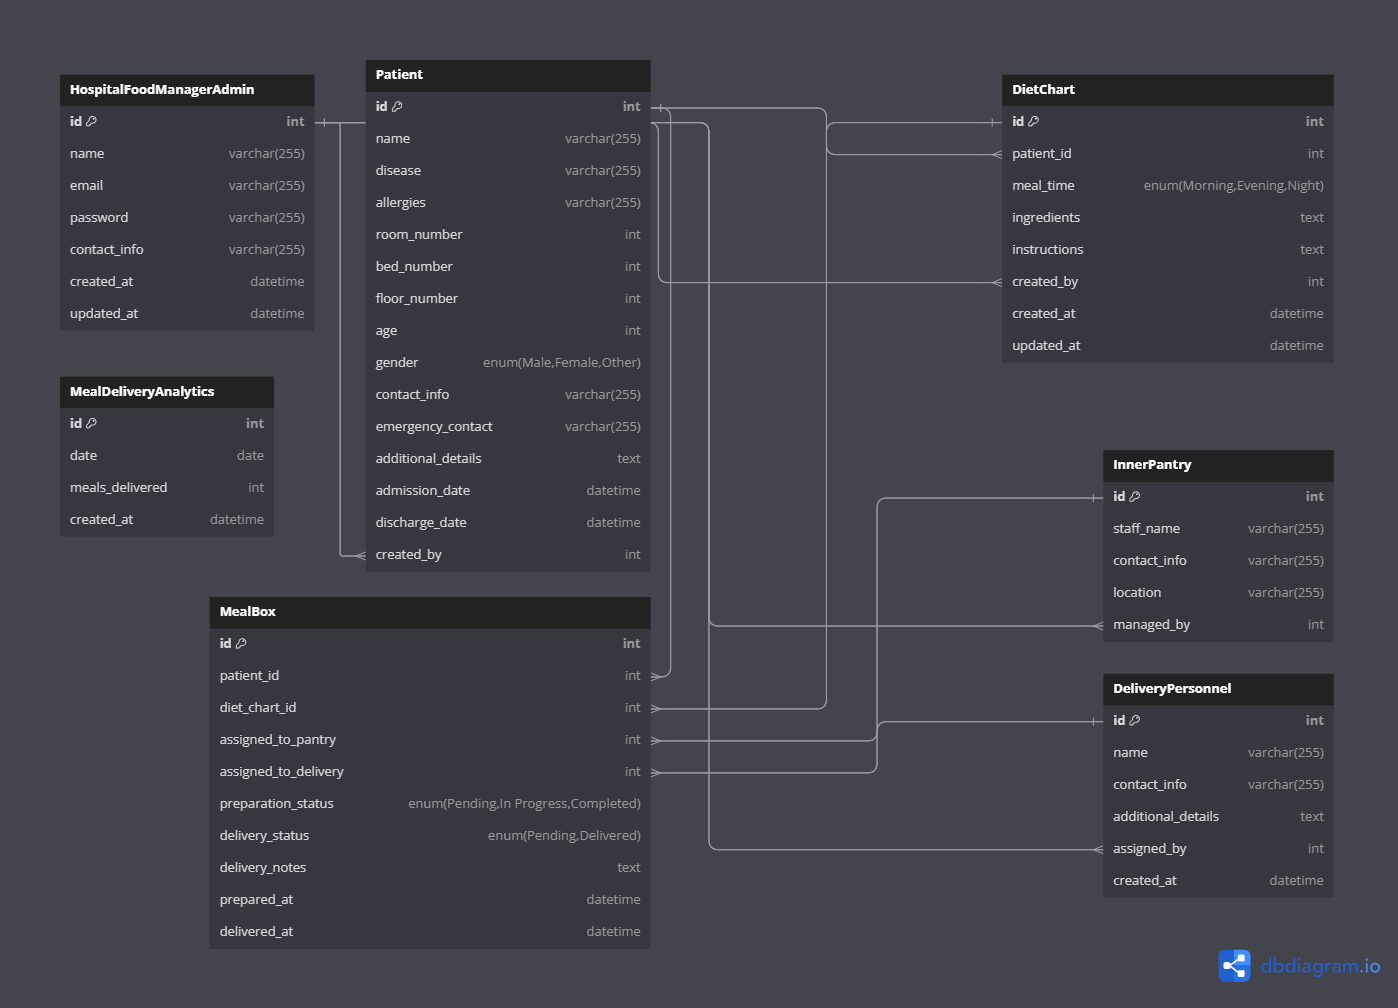 HospitalFoodManagerAdmin
id int
name varchar(255)
email varchar(255)
password varchar(255)
contact_info varchar(255)
created_at datetime
updated_at datetime
MealDeliveryAnalytics
id int
date date
meals_delivered int
created_at datetime
Patient
id int
name varchar(255)
disease varchar(255)
allergies varchar(255)
room_number int
bed_number int
floor_number int
age int
gender enum(Male,Female,Other)
contact_info varchar(255)
emergency_contact varchar(255)
additional_details text
admission_date datetime
discharge_date datetime
created_by int
MealBox
id int
patient_id int
diet_chart_id int
assigned_to_pantry int
assigned_to_delivery int
preparation_status enum(Pending,In Progress,Completed)
delivery_status enum(Pending,Delivered)
delivery_notes text
prepared_at datetime
delivered_at datetime
DietChart
id int
patient_id int
meal_time enum(Morning,Evening,Night)
ingredients text
instructions text
created_by int
created_at datetime
updated_at datetime
InnerPantry
id int
staff_name varchar(255)
contact_info varchar(255)
location varchar(255)
managed_by int
DeliveryPersonnel
id int
name varchar(255)
contact_info varchar(255)
additional_details text
assigned_by int
created_at datetime
dbdiagram.io